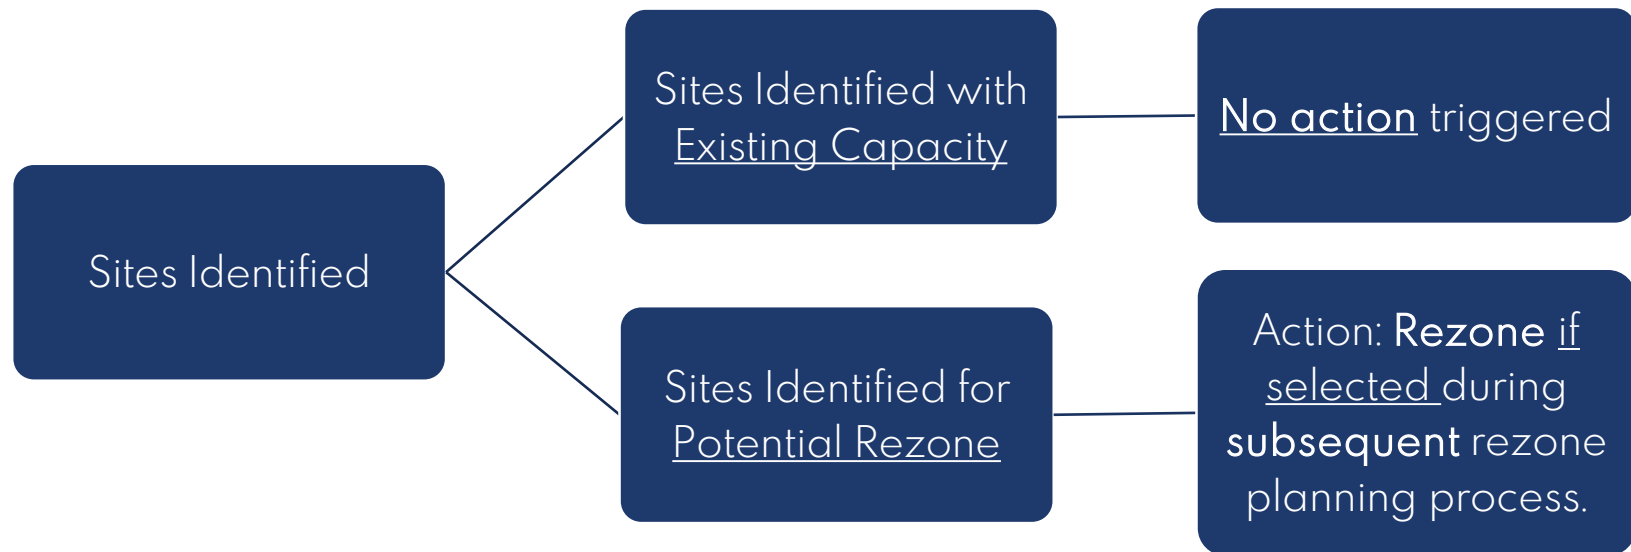 Sites Identified
Sites Identified with
Existing Capacity
No action triggered
Sites Identified for
Potential Rezone
Action: Rezone if
selected during
subsequent rezone
planning process.